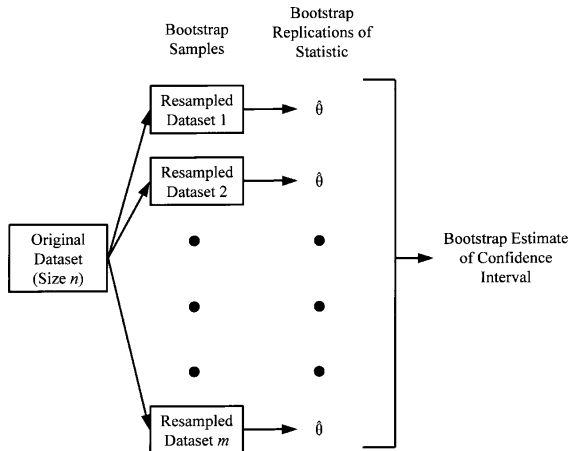 Bootstrap
Samples
Bootstrap
Replications of
Statistic
Resampled
Dataset 1
θ̂
Resampled
Dataset 2
θ̂
Original
Dataset
(Size n)
Bootstrap Estimate
of Confidence
Interval
Resampled
Dataset m
θ̂